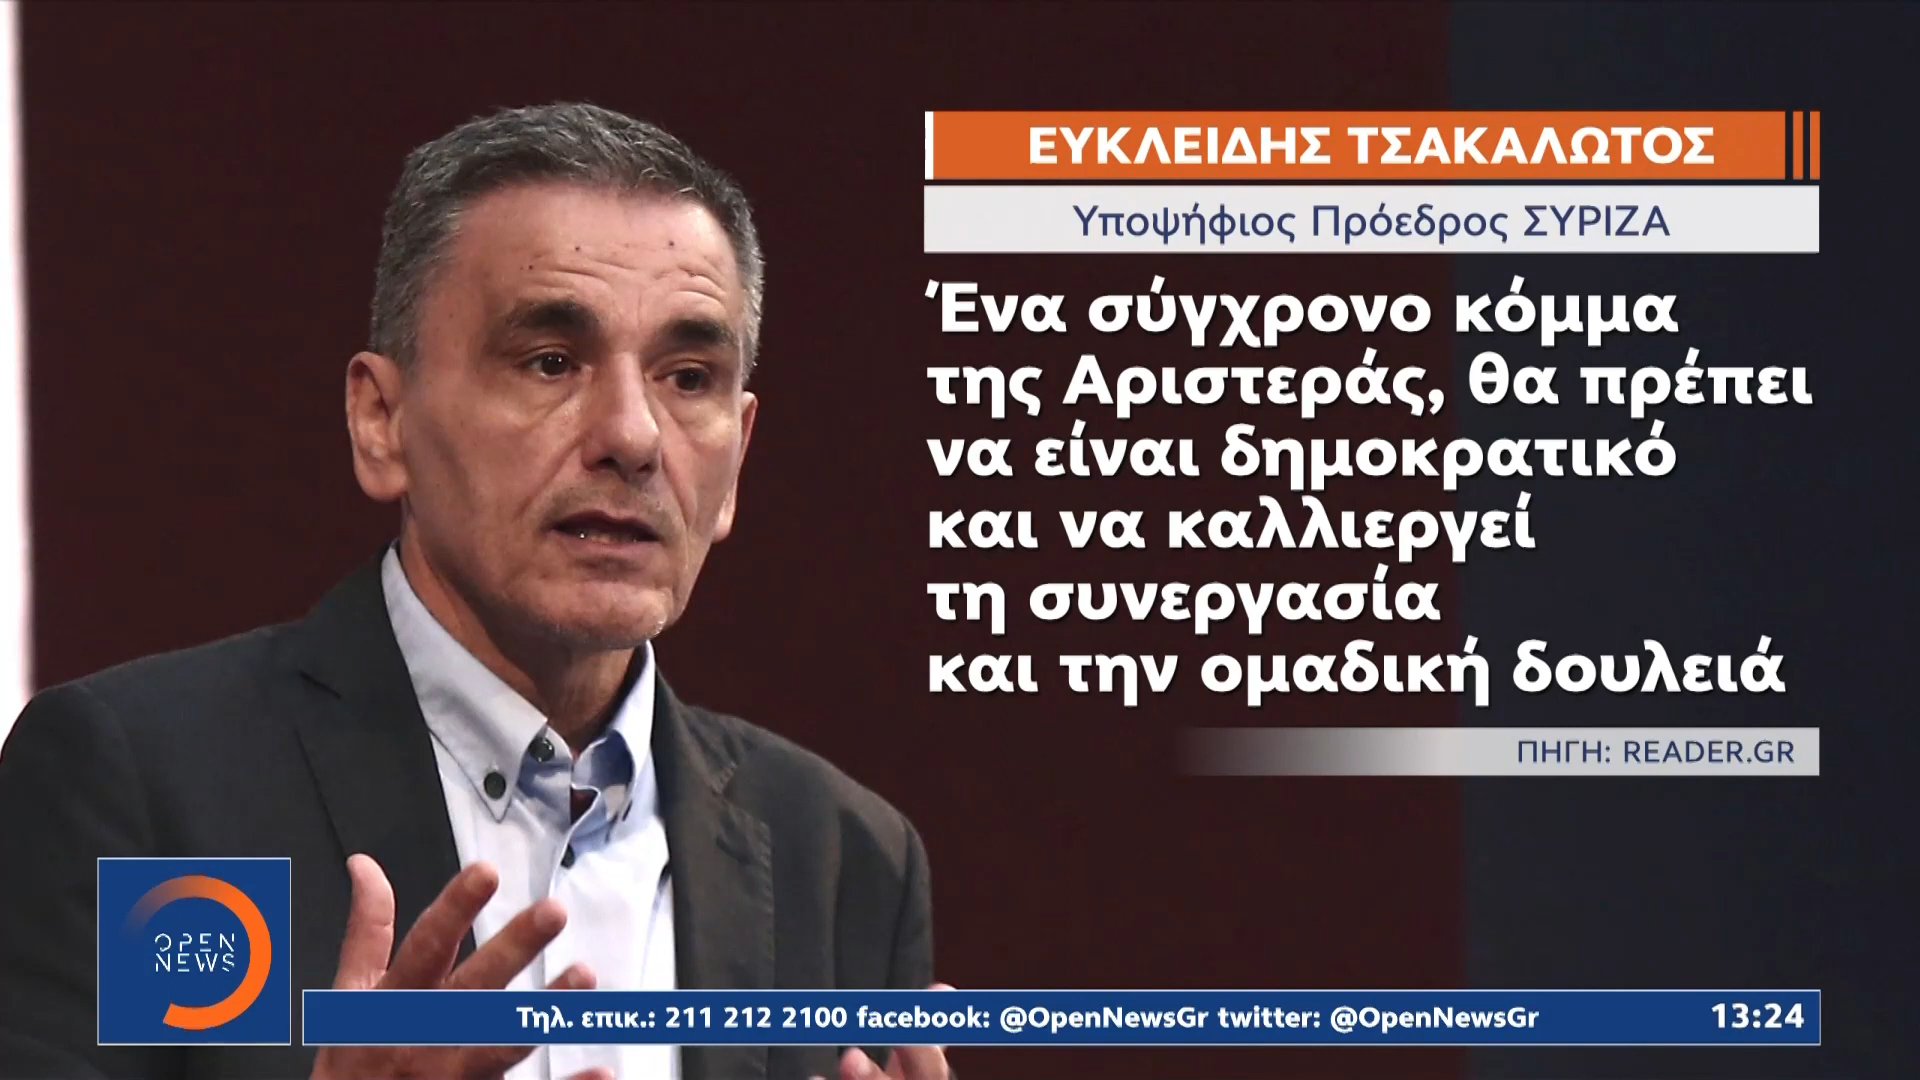 ΕΥΚΛΕΙΔΗΣ ΤΣΑΚΑΛΩΤΟΣ
Υποψήφιος Πρόεδρος ΣΥΡΙΖΑ
Ένα σύγχρονο κόμμα
της Αριστεράς, θα πρέπει
να είναι δημοκρατικό
και να καλλιεργεί
τη συνεργασία
και την ομαδική δουλειά
ΠΗΓΗ: READER.GR
OPEN
NEWS
Τηλ. επικ.: 211 212 2100 facebook: @OpenNewsGr twitter: @OpenNewsGr
13:24